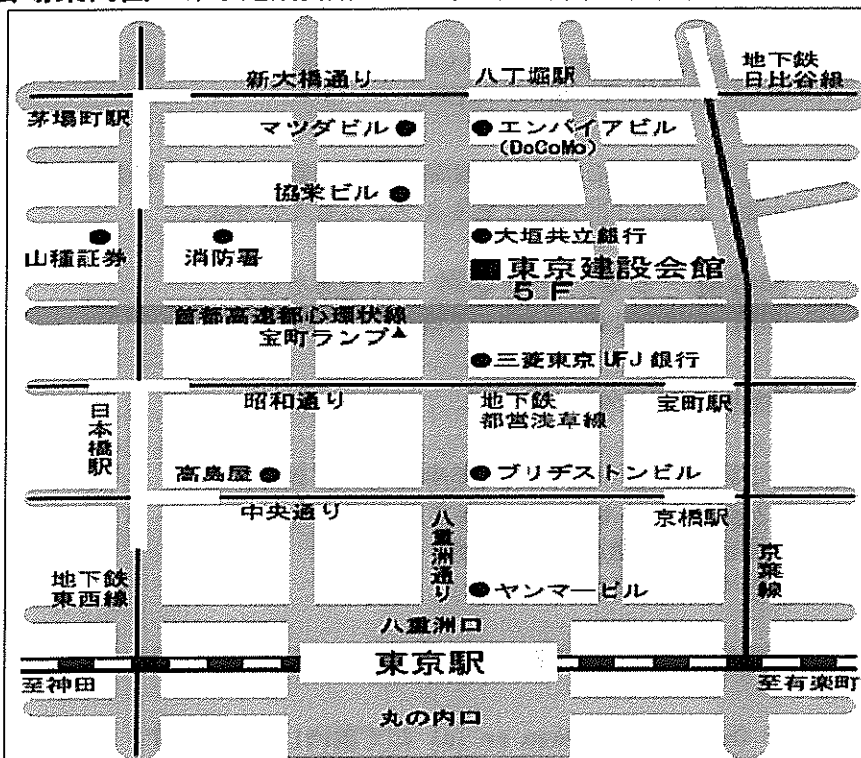 新大橋通り
八丁堀駅
地下鉄
日比谷線
茅場町駅
マツダビル
エンパイアビル
(DoCoMo)
協栄ビル
山種証券
消防署
大垣共立銀行
東京建設会館
5F
首都高速都心環状線
宝町ランプ
三菱東京UFJ銀行
昭和通り
地下鉄
都営浅草線
宝町駅
日本橋駅
高島屋
ブリヂストンビル
中央通り
八重洲通り
京橋駅
地下鉄
東西線
ヤンマービル
京葉線
八重洲口
東京駅
至神田
至有楽町
丸の内口